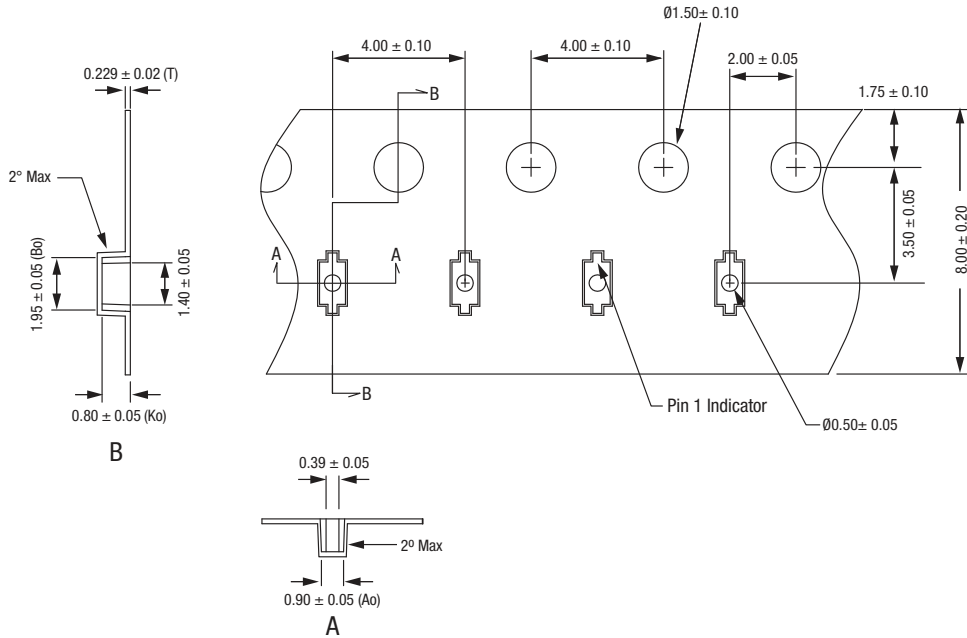 Ø1.50± 0.10
4.00 ± 0.10
4.00 ± 0.10
2.00 ± 0.05
0.229 ± 0.02 (T)
1.75 ± 0.10
B
2° Max
A
A
1.95 ± 0.05 (Bo)
1.40 ± 0.05
3.50 ± 0.05
8.00 ± 0.20
B
Pin 1 Indicator
0.80 ± 0.05 (Ko)
Ø0.50± 0.05
B
0.39 ± 0.05
2º Max
0.90 ± 0.05 (Ao)
A